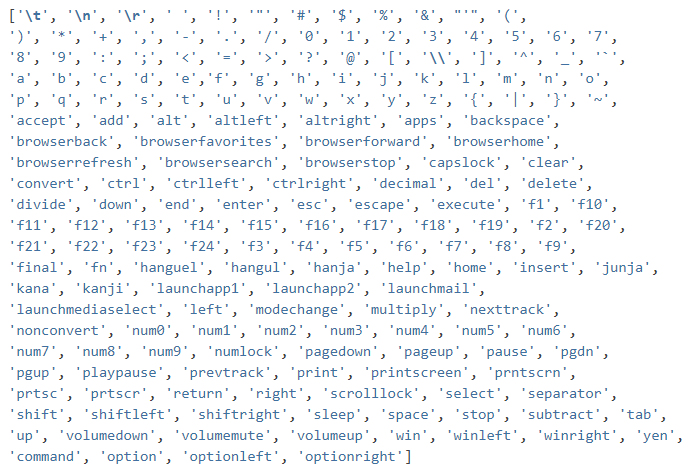 ['\t', '\n', '\r', ' ', '!', '"', '#', '$', '%', '&', "'", '(',
')', '*', '+', ',', '-', '.', '/', '0', '1', '2', '3', '4', '5', '6', '7',
'8', '9', ':', ';', '<', '=', '>', '?', '@', '[', '\\', ']', '^', '_', '`',
'a', 'b', 'c', 'd', 'e','f', 'g', 'h', 'i', 'j', 'k', 'l', 'm', 'n', 'o',
'p', 'q', 'r', 's', 't', 'u', 'v', 'w', 'x', 'y', 'z', '{', '|', '}', '~',
'accept', 'add', 'alt', 'altleft', 'altright', 'apps', 'backspace',
'browserback', 'browserfavorites', 'browserforward', 'browserhome',
'browserrefresh', 'browsersearch', 'browserstop', 'capslock', 'clear',
'convert', 'ctrl', 'ctrlleft', 'ctrlright', 'decimal', 'del', 'delete',
'divide', 'down', 'end', 'enter', 'esc', 'escape', 'execute', 'f1', 'f10',
'f11', 'f12', 'f13', 'f14', 'f15', 'f16', 'f17', 'f18', 'f19', 'f2', 'f20',
'f21', 'f22', 'f23', 'f24', 'f3', 'f4', 'f5', 'f6', 'f7', 'f8', 'f9',
'final', 'fn', 'hanguel', 'hangul', 'hanja', 'help', 'home', 'insert', 'junja',
'kana', 'kanji', 'launchapp1', 'launchapp2', 'launchmail',
'launchmediaselect', 'left', 'modechange', 'multiply', 'nexttrack',
'nonconvert', 'num0', 'num1', 'num2', 'num3', 'num4', 'num5', 'num6',
'num7', 'num8', 'num9', 'numlock', 'pagedown', 'pageup', 'pause', 'pgdn',
'pgup', 'playpause', 'prevtrack', 'print', 'printscreen', 'prntscrn',
'prtsc', 'prtscr', 'return', 'right', 'scrolllock', 'select', 'separator',
'shift', 'shiftleft', 'shiftright', 'sleep', 'space', 'stop', 'subtract', 'tab',
'up', 'volumedown', 'volumemute', 'volumeup', 'win', 'winleft', 'winright', 'yen',
'command', 'option', 'optionleft', 'optionright']